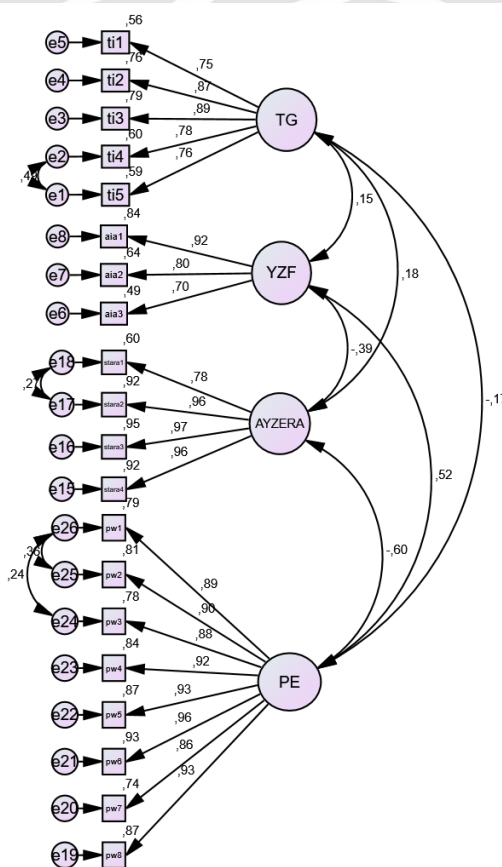 ,56
e5 ti1
,76
,75
e4 ti2
,87
,79
e3 ti3 ,89 TG
,60
,78
e2 ti4
,76
,59
e1 ti5
,15
,84
e8 aia1 ,92
,64
e7 aia2 ,80 YZF
,18
,49
,70
e6 aia3
,60
-,39
e18 stara1
,78
,92
e17 stara2 ,96
AYZERA
,95
,97
e16 stara3
,96
,92
e15 stara4
,52
,79
e26 pw1
-,60
,81
e25 pw2
,24
,89
,78
,90
e24 pw3
,88
,84
e23 pw4 ,92 PE
,87
,93
e22 pw5
,96
,93
e21 pw6
,86
,93
,74
e20 pw7
,87
e19 pw8